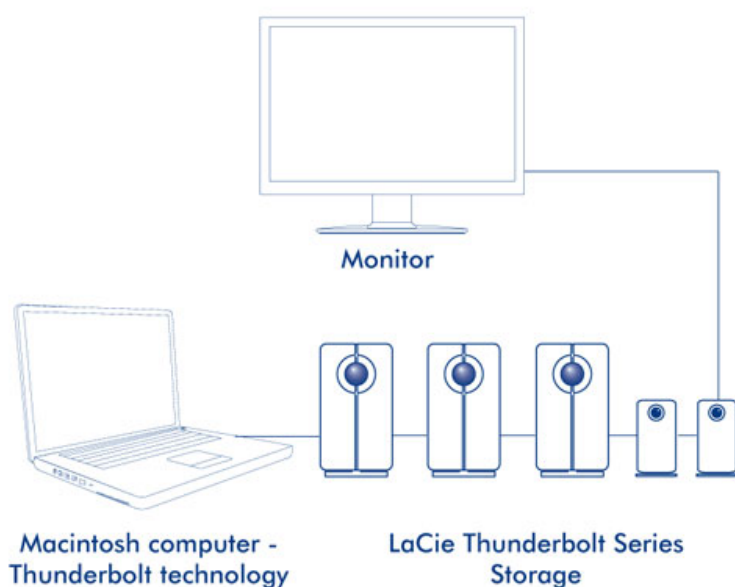 Monitor
Macintosh computer -
Thunderbolt technology
LaCie Thunderbolt Series
Storage